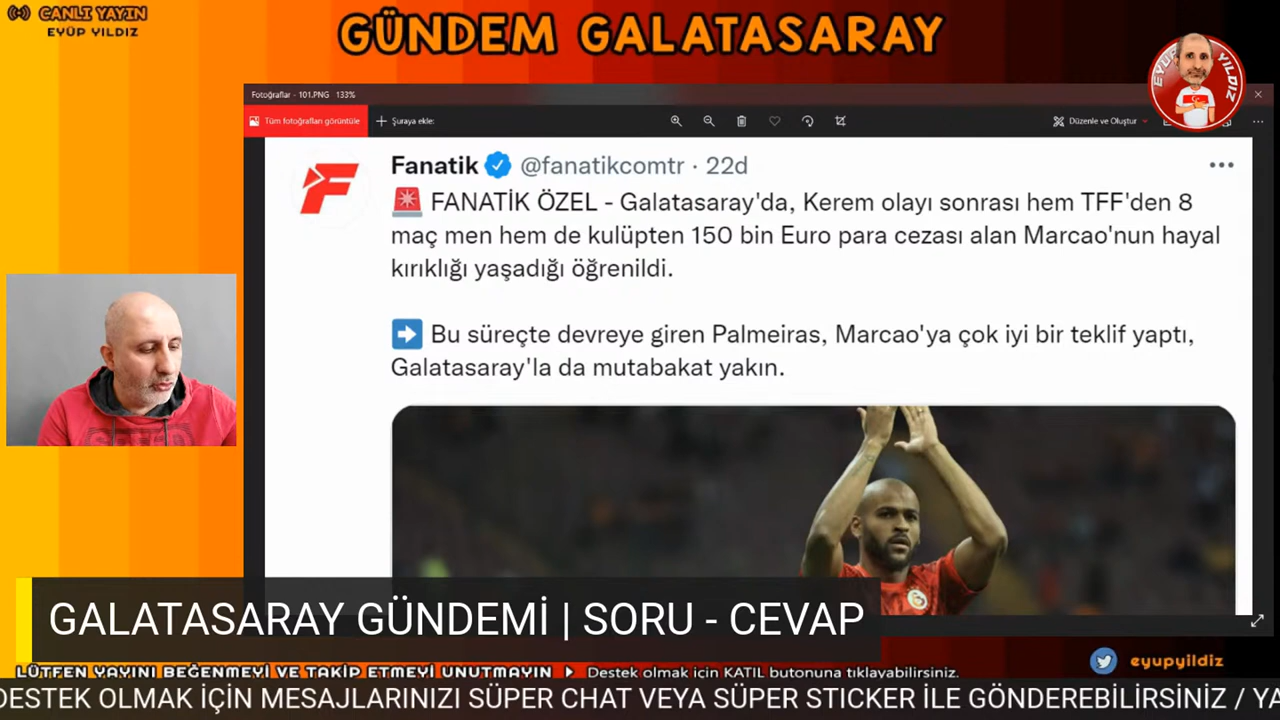 CANLI YAYIN
EYÜP YILDIZ
GÜNDEM GALATASARAY
EYÜP YILDIZ
Fotoğraflar - 101.PNG 133%
Tüm fotoğrafları görüntüle
Şuraya ekle:
Düzenle ve Oluştur
Fanatik @fanatikcomtr · 22d
FANATİK ÖZEL - Galatasaray'da, Kerem olayı sonrası hem TFF'den 8
maç men hem de kulüpten 150 bin Euro para cezası alan Marcao'nun hayal
kırıklığı yaşadığı öğrenildi.
Bu süreçte devreye giren Palmeiras, Marcao'ya çok iyi bir teklif yaptı,
Galatasaray'la da mutabakat yakın.
GALATASARAY GÜNDEMİ | SORU - CEVAP
LÜTFEN YAYINI BEĞENMEYİ VE TAKİP ETMEYİ UNUTMAYIN
Destek olmak için KATIL butonuna tıklayabilirsiniz.
eyupyildiz
DESTEK OLMAK İÇİN MESAJLARINIZI SÜPER CHAT VEYA SÜPER STICKER İLE GÖNDEREBİLİRSİNİZ / YA